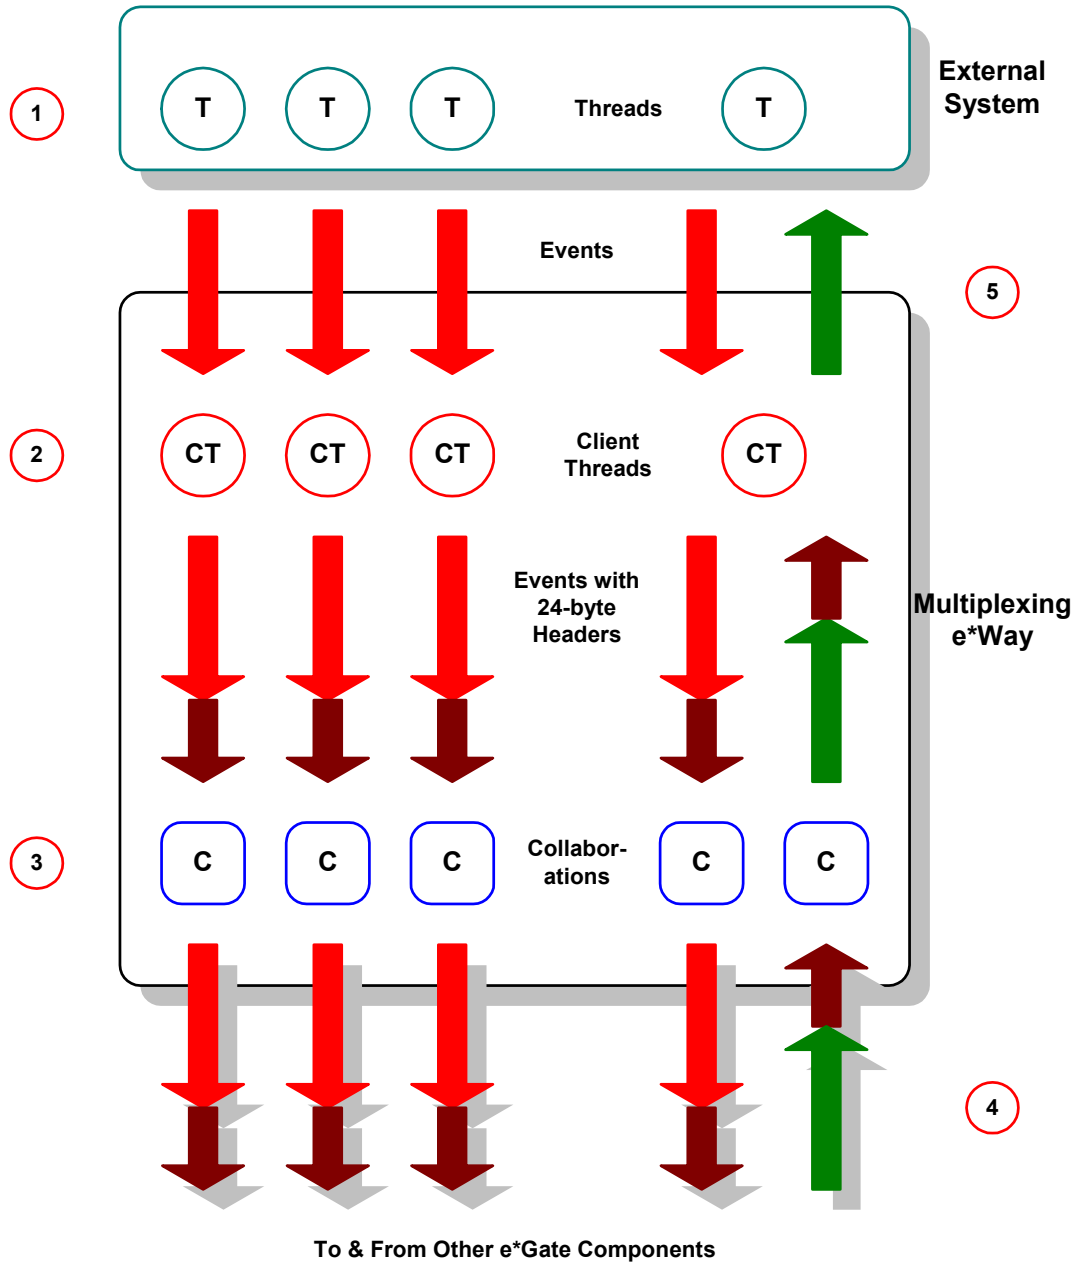 External
System
1
T
T
T
Threads
T
Events
5
2
CT
CT
CT
Client
Threads
CT
Events with
24-byte
Headers
Multiplexing
e*Way
3
C
C
C
Collabor-
ations
C
C
4
To & From Other e*Gate Components